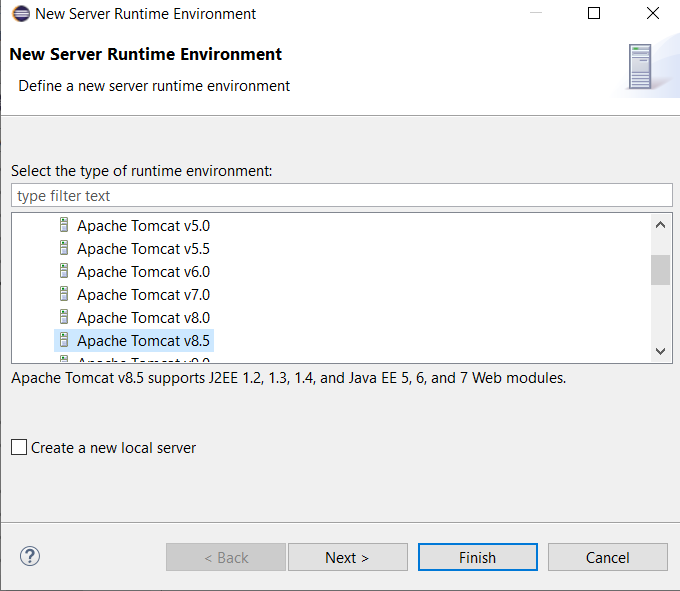 New Server Runtime Environment
New Server Runtime Environment
Define a new server runtime environment
Select the type of runtime environment:
type filter text
Apache Tomcat v5.0
Apache Tomcat v5.5
Apache Tomcat v6.0
Apache Tomcat v7.0
Apache Tomcat v8.0
Apache Tomcat v8.5
Apache Tomcat v8.5 supports J2EE 1.2, 1.3, 1.4, and Java EE 5, 6, and 7 Web modules.
Create a new local server
?
< Back
Next >
Finish
Cancel